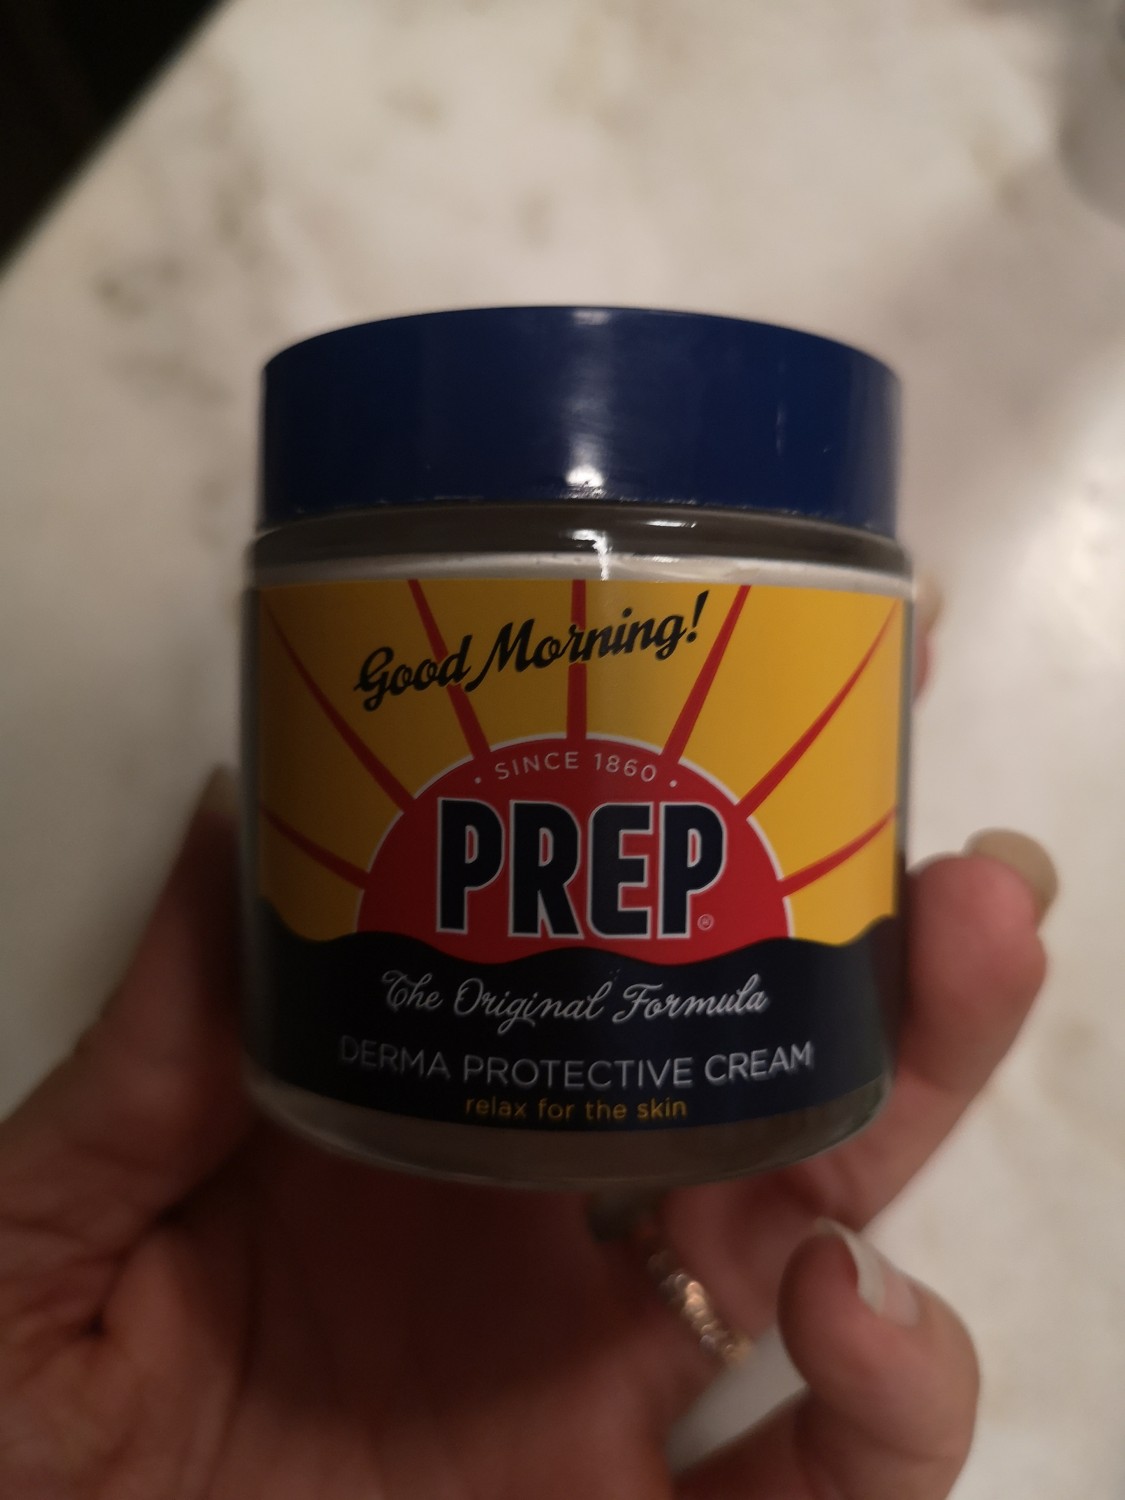 Good Morning!
· SINCE 1860 ·
PREP®
The Original Formula
DERMA PROTECTIVE CREAM
relax for the skin